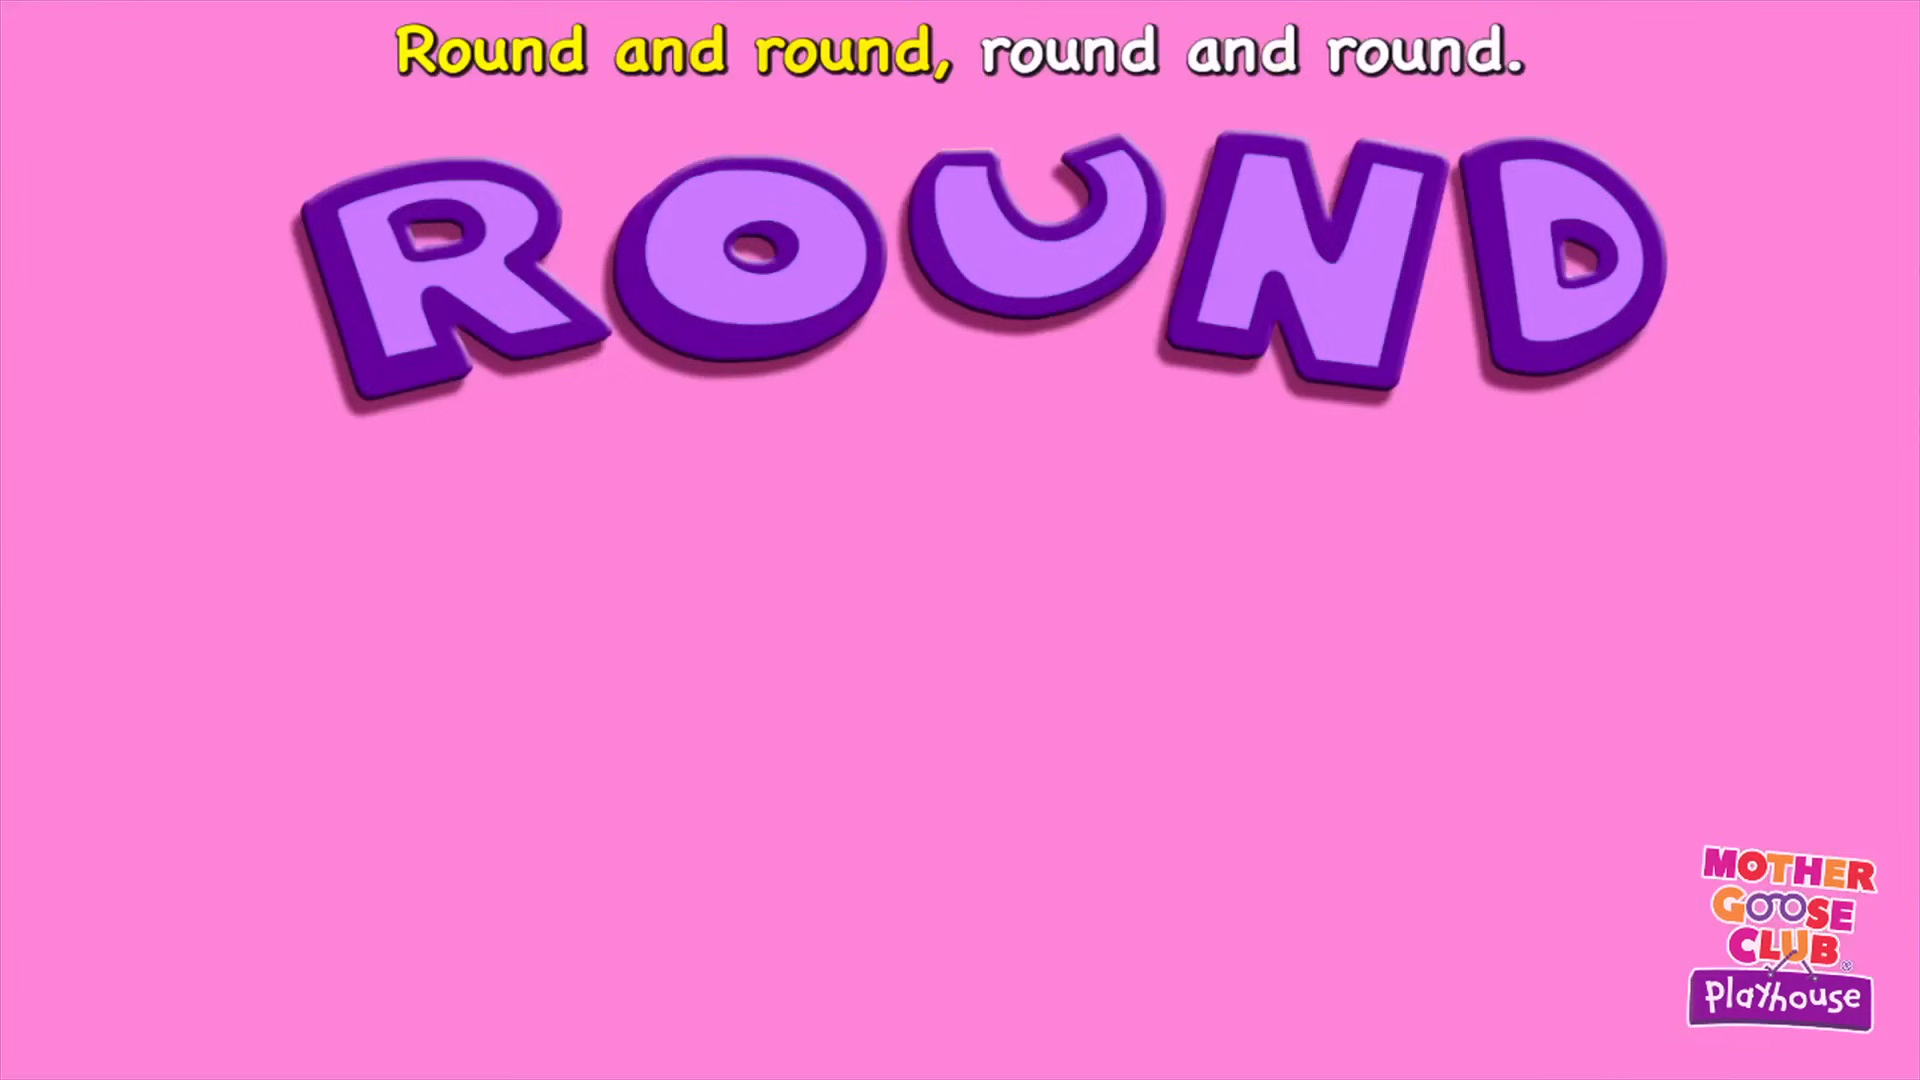 Round and round, round and round.
ROUND
MOTHER
GOOSE
CLUB®
Playhouse